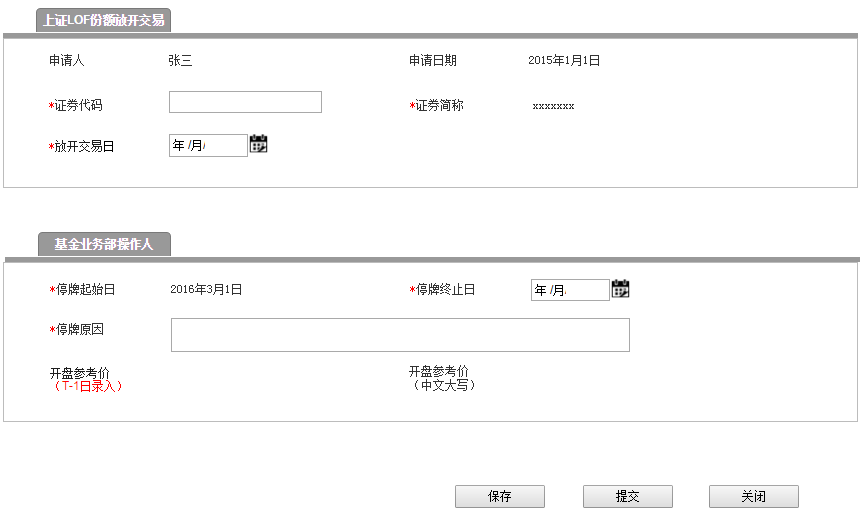 上证LOF份额放开交易
申请人 张三 申请日期 2015年1月1日
*证券代码 *证券简称 xxxxxxx
*放开交易日 年 /月/
基金业务部操作人
*停牌起始日 2016年3月1日 *停牌终止日 年 /月/
*停牌原因
开盘参考价 开盘参考价
（T-1日录入） （中文大写）
保存 提交 关闭